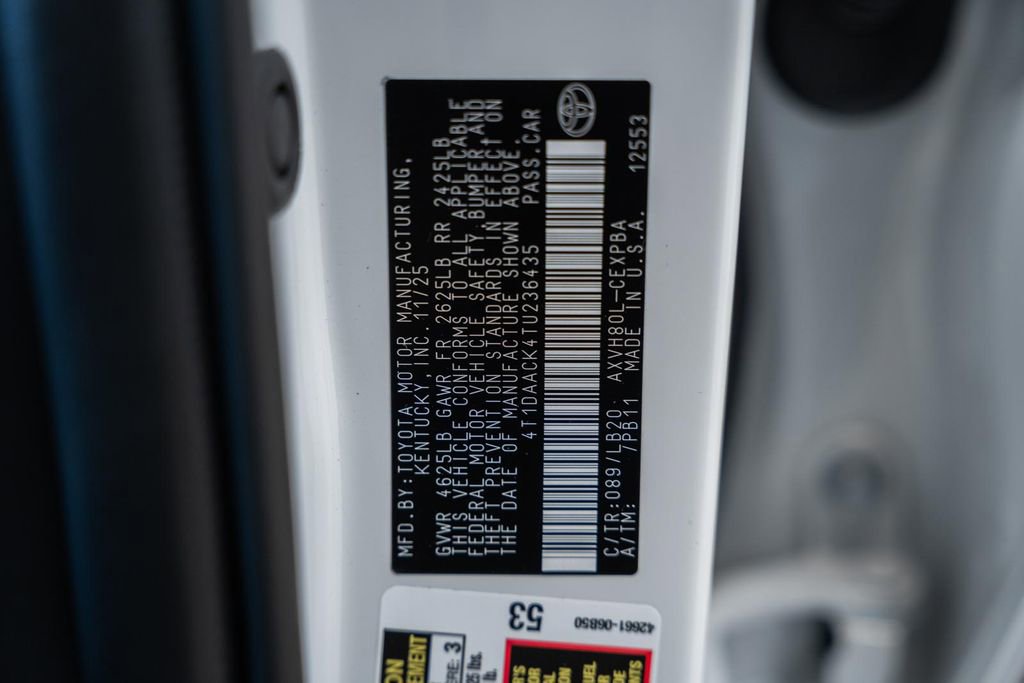 MFD.BY:TOYOTA MOTOR MANUFACTURING,
KENTUCKY,INC. 11/25
GVWR 4625LB GAWR FR 2625LB RR 2425LB
THIS VEHICLE CONFORMS TO ALL APPLICABLE
FEDERAL MOTOR VEHICLE SAFETY,BUMPER,AND
THEFT PREVENTION STANDARDS IN EFFECT ON
THE DATE OF MANUFACTURE SHOWN ABOVE.
4T1DAACK4TU236435 PASS.CAR
C/TR:089/LB20 AXVH80L-CEXPBA 12553
A/TM: /PB11 MADE IN U.S.A.
53
42661-06B50